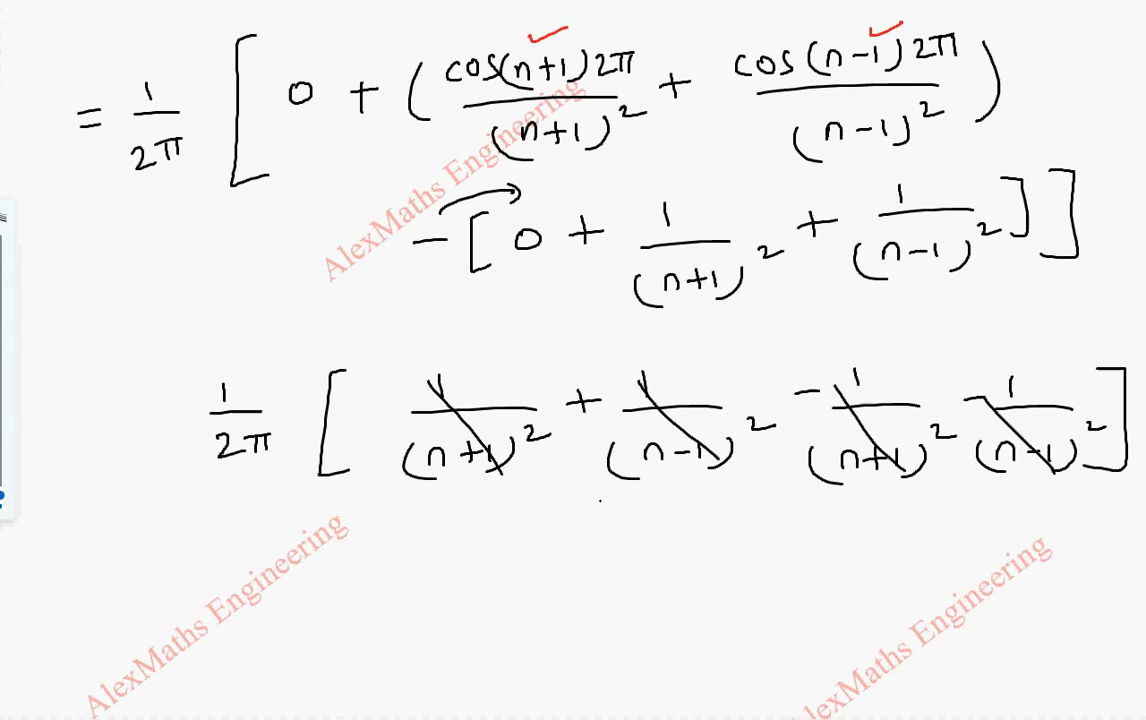 = 1/2π [ 0 + ( cos(n+1)2π/(n+1)² + cos(n-1)2π/(n-1)² )
- [ 0 + 1/(n+1)² + 1/(n-1)² ] ]
1/2π [ 1/(n+1)² + 1/(n-1)² - 1/(n+1)² - 1/(n-1)² ]
AlexMaths Engineering
AlexMaths Engineering
AlexMaths Engineering